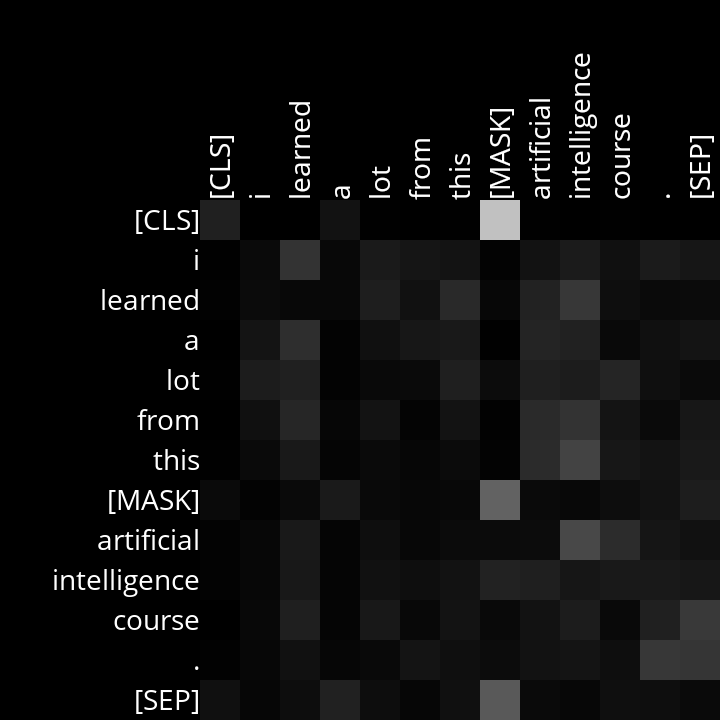 [CLS] i learned a lot from this [MASK] artificial intelligence course . [SEP]
[CLS]
i
learned
a
lot
from
this
[MASK]
artificial
intelligence
course
.
[SEP]